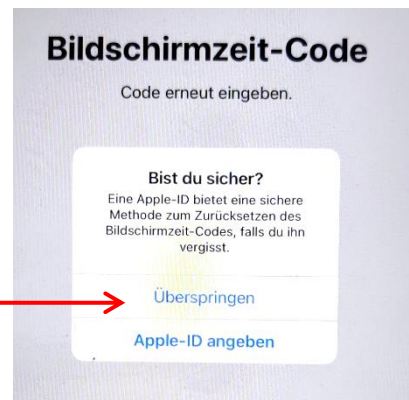 Bildschirmzeit-Code
Code erneut eingeben.
Bist du sicher?
Eine Apple-ID bietet eine sichere
Methode zum Zurücksetzen des
Bildschirmzeit-Codes, falls du ihn
vergisst.
Überspringen
Apple-ID angeben